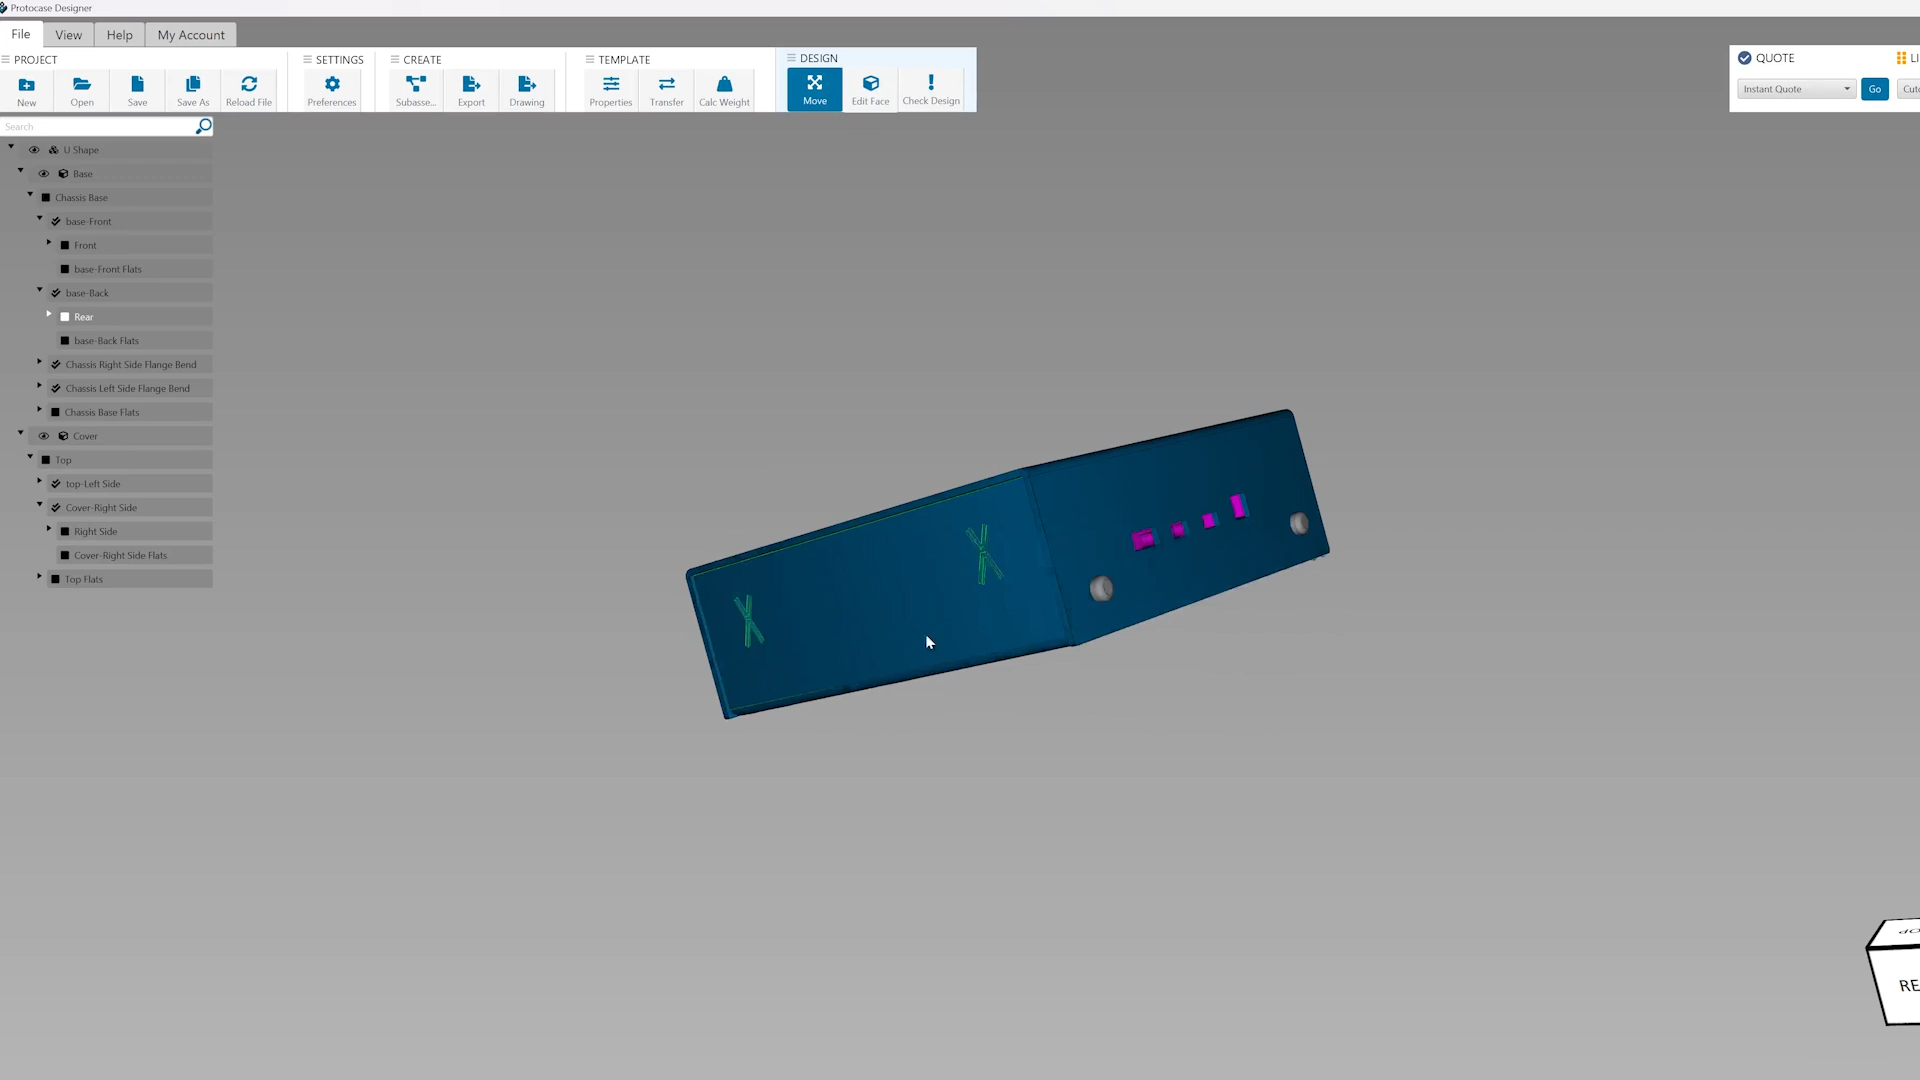 Protocase Designer
File View Help My Account
PROJECT SETTINGS CREATE TEMPLATE DESIGN QUOTE LI
New Open Save Save As Reload File Preferences Subasse... Export Drawing Properties Transfer Calc Weight Move Edit Face Check Design Instant Quote Go Cuto
Search
U Shape
Base
Chassis Base
base-Front
Front
base-Front Flats
base-Back
Rear
base-Back Flats
Chassis Right Side Flange Bend
Chassis Left Side Flange Bend
Chassis Base Flats
Cover
Top
top-Left Side
Cover-Right Side
Right Side
Cover-Right Side Flats
Top Flats
RE